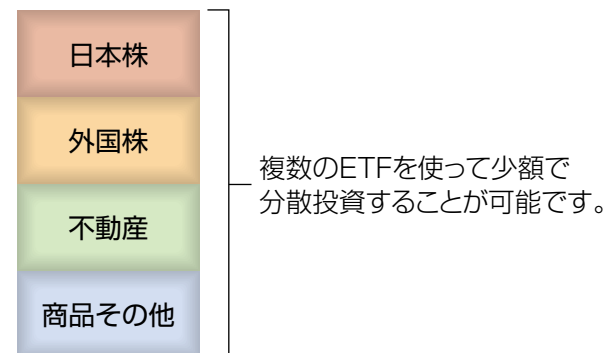 日本株
外国株
不動産
商品その他
複数のETFを使って少額で
分散投資することが可能です。